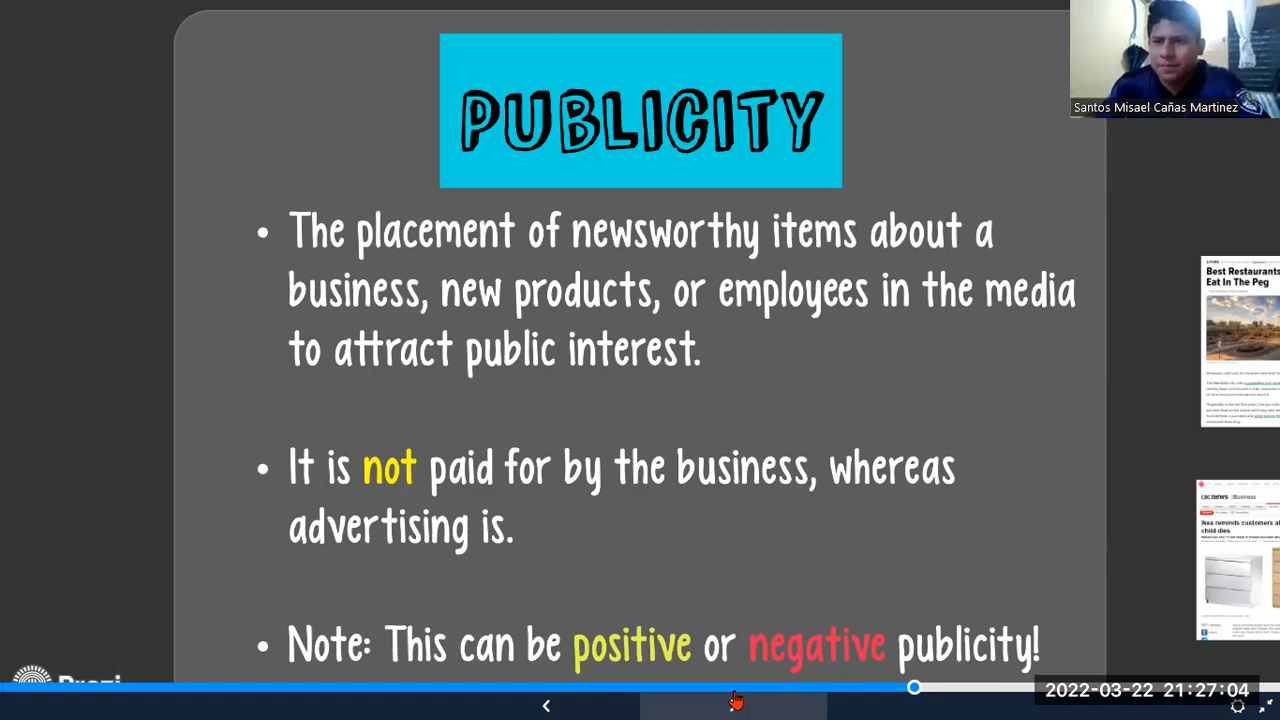 PUBLICITY
Santos Misael Cañas Martinez
• The placement of newsworthy items about a
business, new products, or employees in the media
to attract public interest.
• It is not paid for by the business, whereas
advertising is.
• Note: This can be positive or negative publicity!
Best Restaurants
Eat In The Peg
CBCnews | Business
Ikea reminds customers
child dies
Prezi
2022-03-22 21:27:04